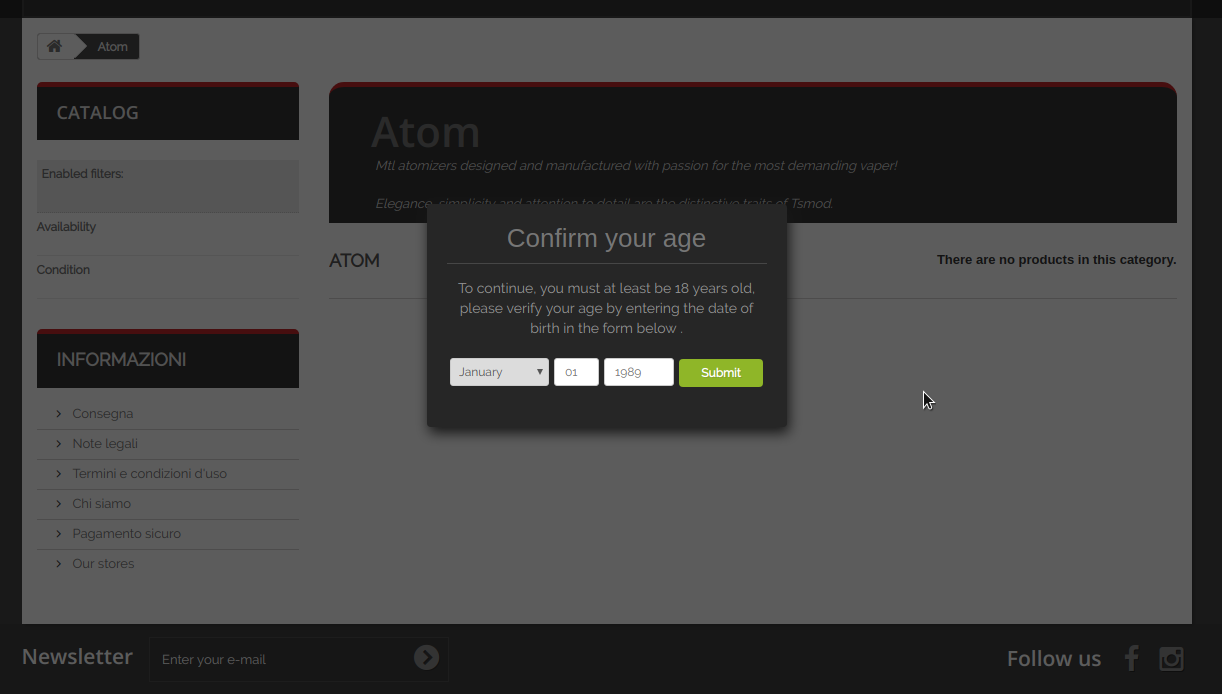 Atom
CATALOG
Enabled filters:
Availability
Condition
INFORMAZIONI
Consegna
Note legali
Termini e condizioni d'uso
Chi siamo
Pagamento sicuro
Our stores
Atom
Mtl atomizers designed and manufactured with passion for the most demanding vaper!
Elegance, simplicity and attention to detail are the distinctive traits of Tsmod.
ATOM
There are no products in this category.
Confirm your age
To continue, you must at least be 18 years old,
please verify your age by entering the date of
birth in the form below .
January 01 1989 Submit
Newsletter Enter your e-mail
Follow us